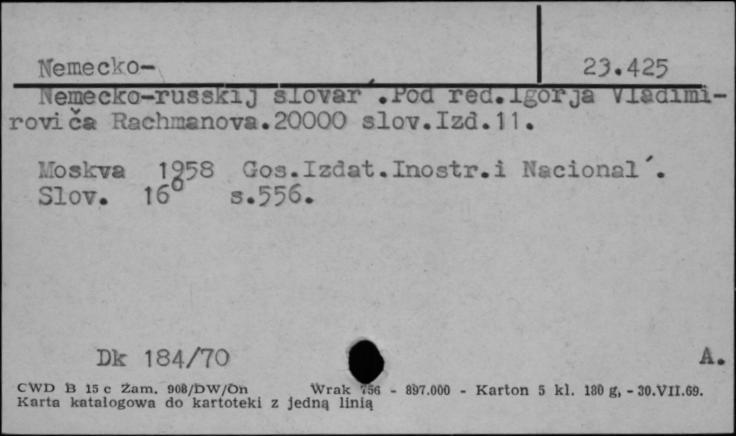 Nemecko-
23.425
Nemecko-russkij slovar´.Pod red.Igorja Vladimi-
roviča Rachmanova.20000 slov.Izd.11.
Moskva 1958 Gos.Izdat.Inostr.i Nacional´.
Slov. 16° s.556.
Dk 184/70
A.
CWD B 15 c Zam. 908/DW/On Wrak 756 - 897.000 - Karton 5 kl. 180 g, - 30.VII.69.
Karta katalogowa do kartoteki z jedną linią